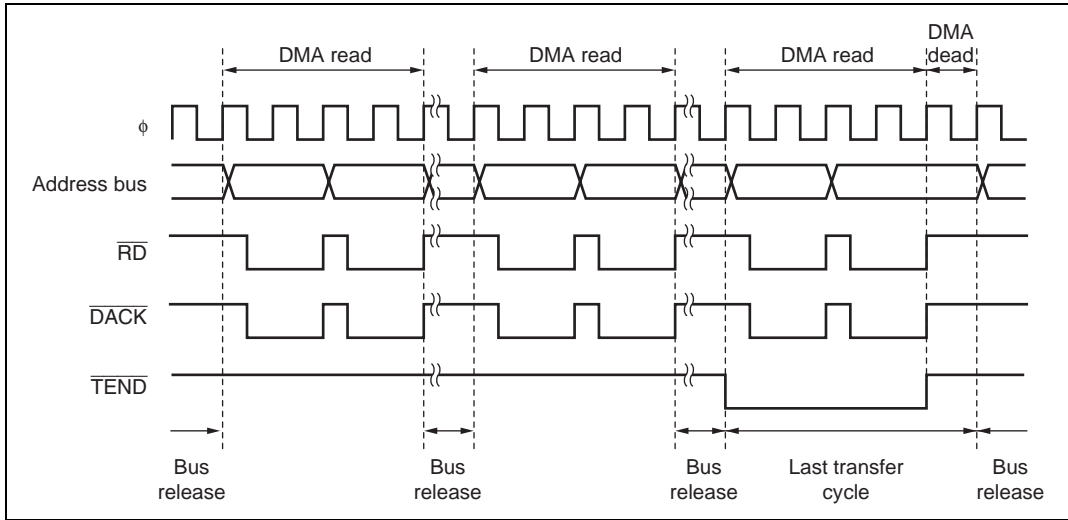 DMA read
DMA read
DMA read
DMA
dead
ϕ
Address bus
RD
DACK
TEND
Bus
release
Bus
release
Bus
release
Last transfer
cycle
Bus
release